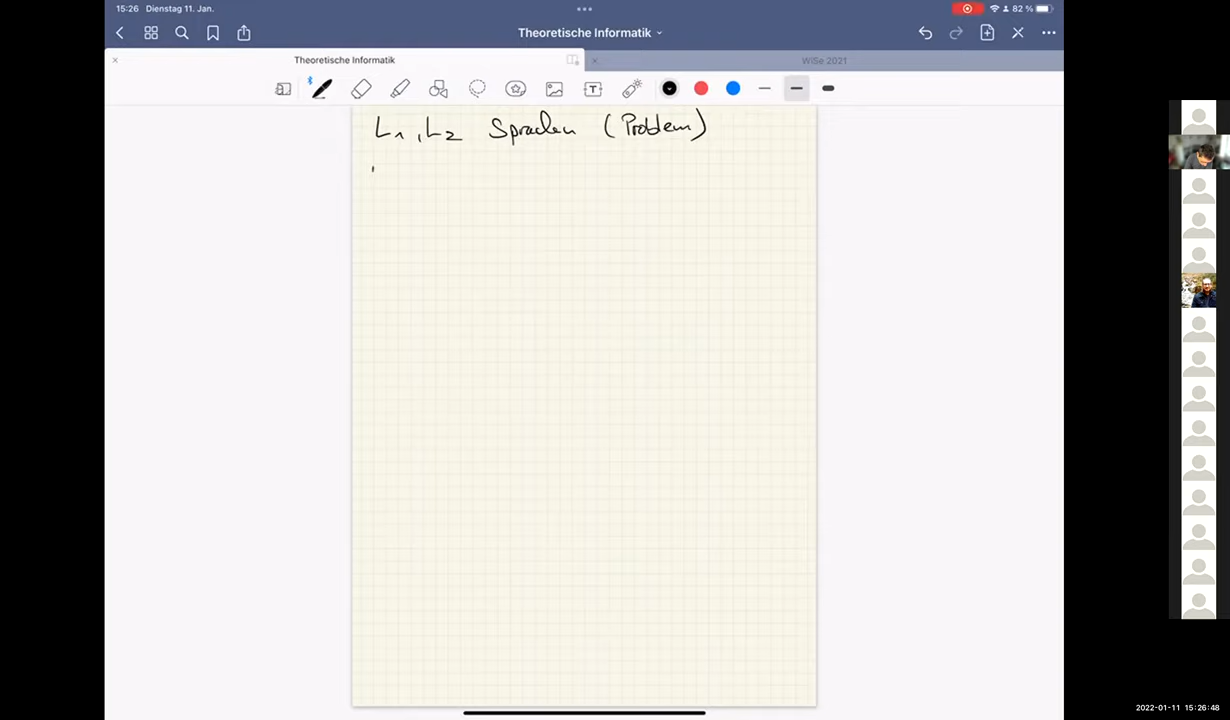 15:26 Dienstag 11. Jan.
82 %
Theoretische Informatik
Theoretische Informatik
WiSe 2021
T
L1, L2 Sprachen (Problem)
2022-01-11 15:26:48